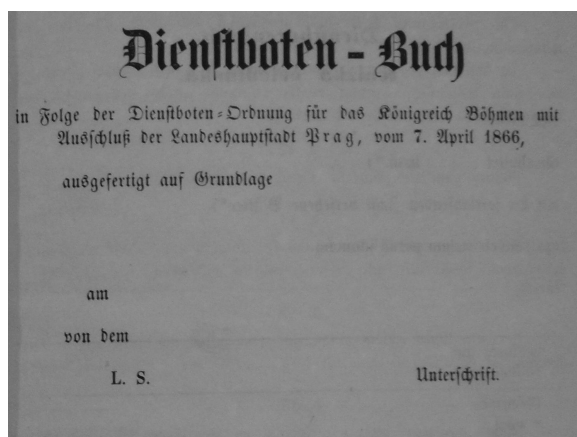 Dienstboten-Buch
in Folge der Dienstboten-Ordnung für das Königreich Böhmen mit
Ausschluß der Landeshauptstadt Prag, vom 7. April 1866,
ausgefertigt auf Grundlage
am
von dem
L. S. Unterschrift.